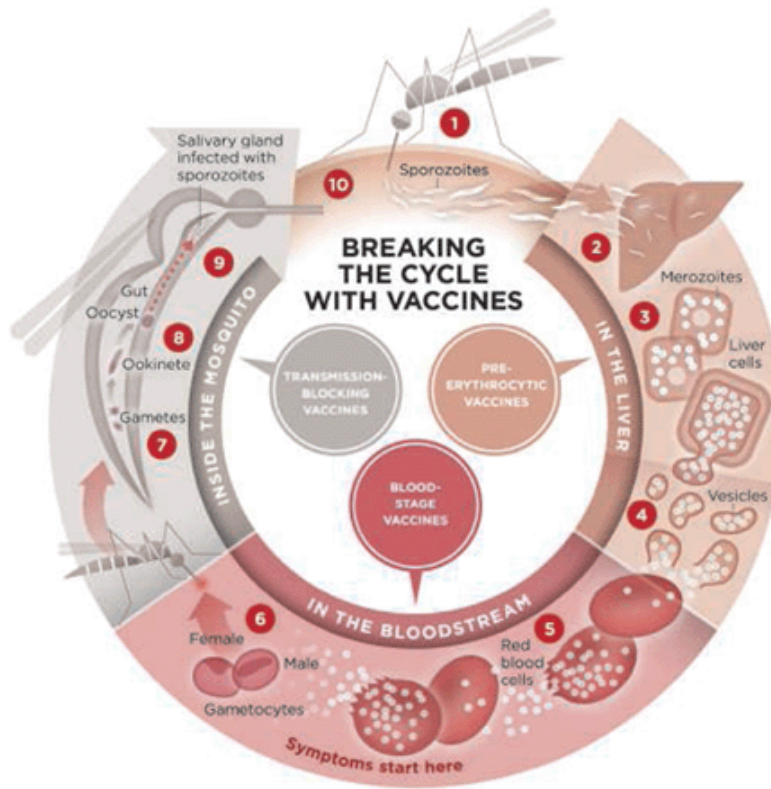 1
Salivary gland
infected with
sporozoites
10
Sporozoites
2
BREAKING
THE CYCLE
WITH VACCINES
9
Merozoites
3
Gut
Oocyst
8
Liver
cells
Ookinete
TRANSMISSION-
BLOCKING
VACCINES
PRE-
ERYTHROCYTIC
VACCINES
IN THE LIVER
INSIDE THE MOSQUITO
Gametes
7
BLOOD-
STAGE
VACCINES
Vesicles
4
IN THE BLOODSTREAM
6
5
Female
Male
Gametocytes
Red
blood
cells
Symptoms start here